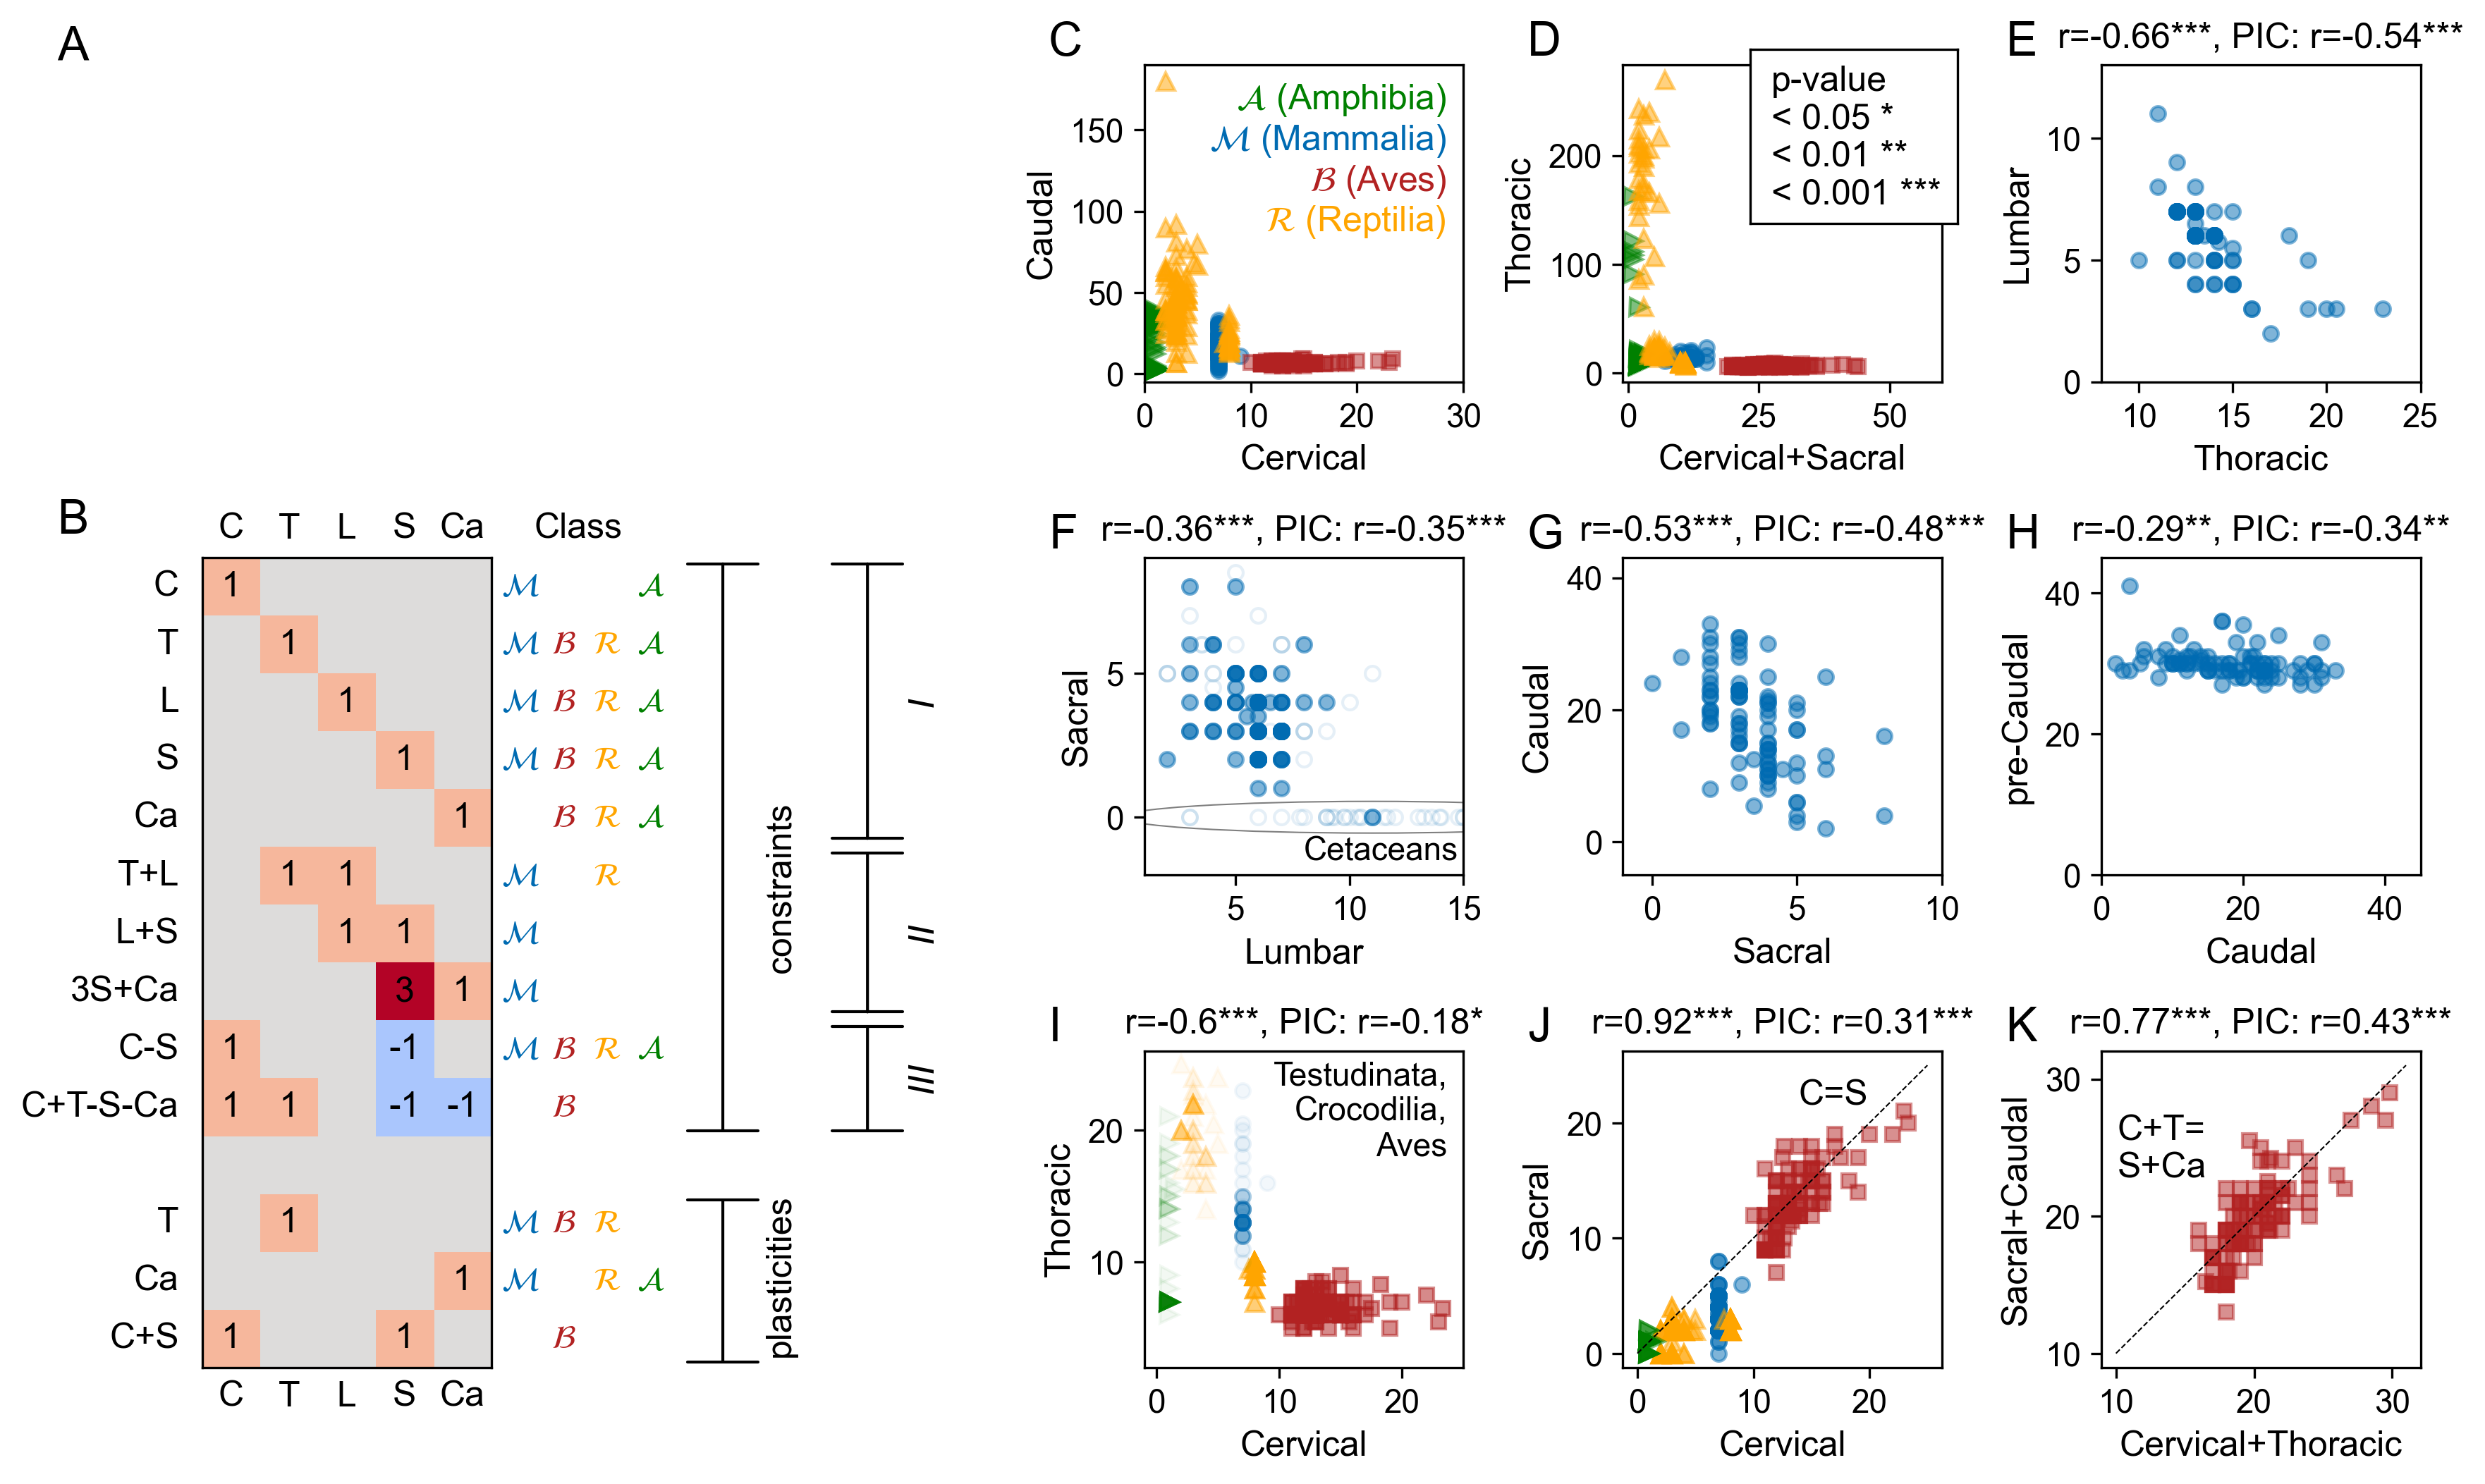 A
B
C T L S Ca Class
C 1 ℳ 𝒜
T 1 ℳ ℬ ℛ 𝒜
L 1 ℳ ℬ ℛ 𝒜
S 1 ℳ ℬ ℛ 𝒜
Ca 1 ℬ ℛ 𝒜
T+L 1 1 ℳ ℛ
L+S 1 1 ℳ
3S+Ca 3 1 ℳ
C-S 1 -1 ℳ ℬ ℛ 𝒜
C+T-S-Ca 1 1 -1 -1 ℬ
T 1 ℳ ℬ ℛ
Ca 1 ℳ ℛ 𝒜
C+S 1 1 ℬ
C T L S Ca
constraints
plasticities
I
II
III
C
𝒜 (Amphibia)
ℳ (Mammalia)
ℬ (Aves)
ℛ (Reptilia)
Caudal
150
100
50
0
0 10 20 30
Cervical
D
p-value
< 0.05 *
< 0.01 **
< 0.001 ***
Thoracic
200
100
0
0 25 50
Cervical+Sacral
E
r=-0.66***, PIC: r=-0.54***
Lumbar
10
5
0
10 15 20 25
Thoracic
F
r=-0.36***, PIC: r=-0.35***
Sacral
5
0
Cetaceans
5 10 15
Lumbar
G
r=-0.53***, PIC: r=-0.48***
Caudal
40
20
0
0 5 10
Sacral
H
r=-0.29**, PIC: r=-0.34**
pre-Caudal
40
20
0
0 20 40
Caudal
I
r=-0.6***, PIC: r=-0.18*
Testudinata,
Crocodilia,
Aves
Thoracic
20
10
0 10 20
Cervical
J
r=0.92***, PIC: r=0.31***
C=S
Sacral
20
10
0
0 10 20
Cervical
K
r=0.77***, PIC: r=0.43***
C+T=
S+Ca
Sacral+Caudal
30
20
10
10 20 30
Cervical+Thoracic